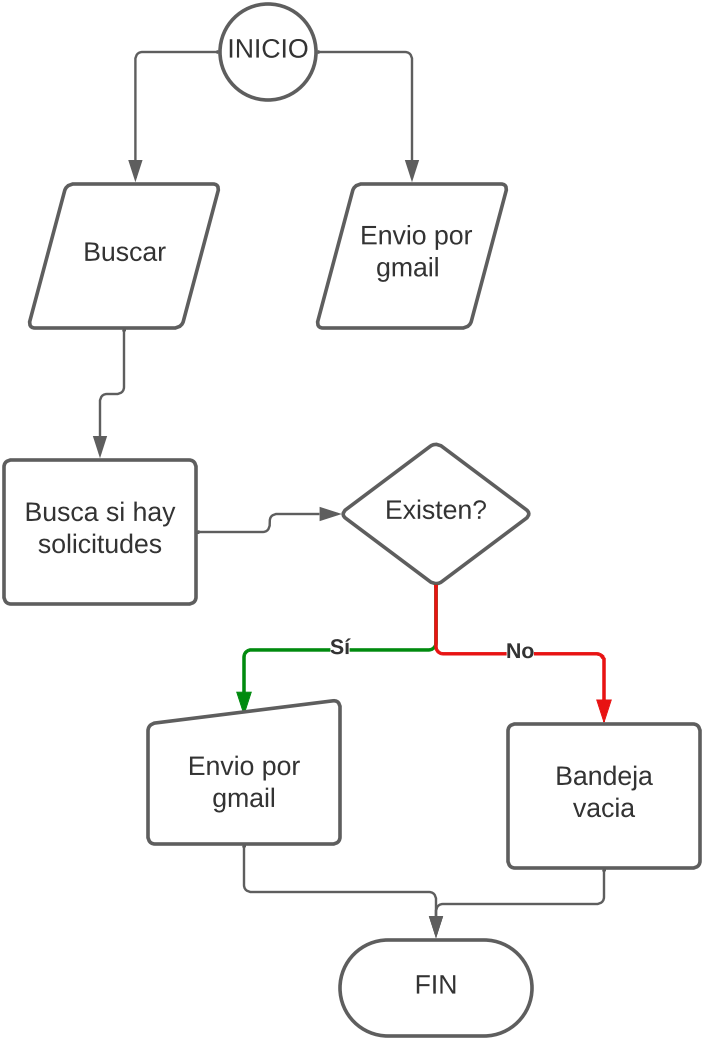 INICIO
Buscar
Envio por
gmail
Busca si hay
solicitudes
Existen?
Sí
No
Envio por
gmail
Bandeja
vacia
FIN